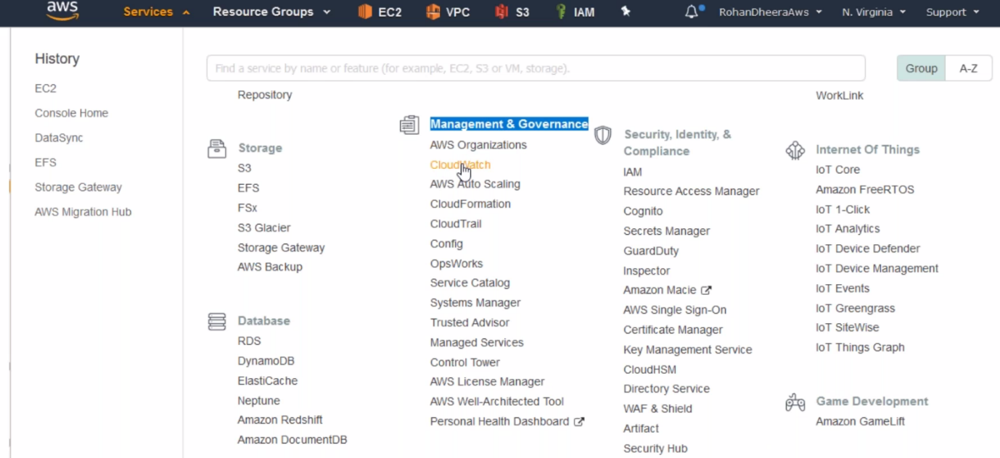 aws
Services
Resource Groups
EC2
VPC
S3
IAM
RohanDheeraAws
N. Virginia
Support
History
EC2
Console Home
DataSync
EFS
Storage Gateway
AWS Migration Hub
Find a service by name or feature (for example, EC2, S3 or VM, storage).
Group
A-Z
Repository
Storage
S3
EFS
FSx
S3 Glacier
Storage Gateway
AWS Backup
Database
RDS
DynamoDB
ElastiCache
Neptune
Amazon Redshift
Amazon DocumentDB
Management & Governance
AWS Organizations
CloudWatch
AWS Auto Scaling
CloudFormation
CloudTrail
Config
OpsWorks
Service Catalog
Systems Manager
Trusted Advisor
Managed Services
Control Tower
AWS License Manager
AWS Well-Architected Tool
Personal Health Dashboard
Security, Identity, &
Compliance
IAM
Resource Access Manager
Cognito
Secrets Manager
GuardDuty
Inspector
Amazon Macie
AWS Single Sign-On
Certificate Manager
Key Management Service
CloudHSM
Directory Service
WAF & Shield
Artifact
Security Hub
WorkLink
Internet Of Things
IoT Core
Amazon FreeRTOS
IoT 1-Click
IoT Analytics
IoT Device Defender
IoT Device Management
IoT Events
IoT Greengrass
IoT SiteWise
IoT Things Graph
Game Development
Amazon GameLift